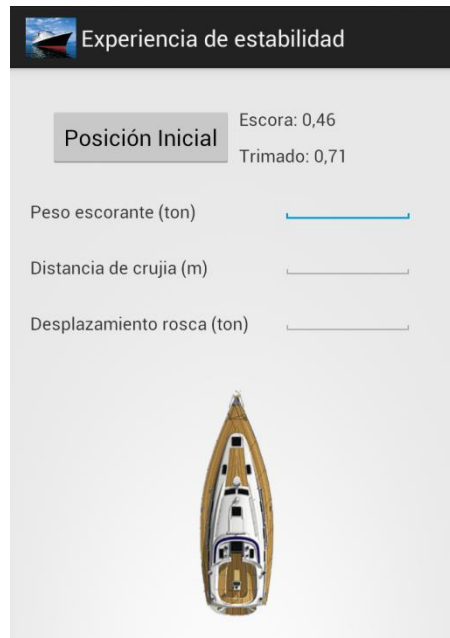 Experiencia de estabilidad
Posición Inicial
Escora: 0,46
Trimado: 0,71
Peso escorante (ton)
Distancia de crujia (m)
Desplazamiento rosca (ton)